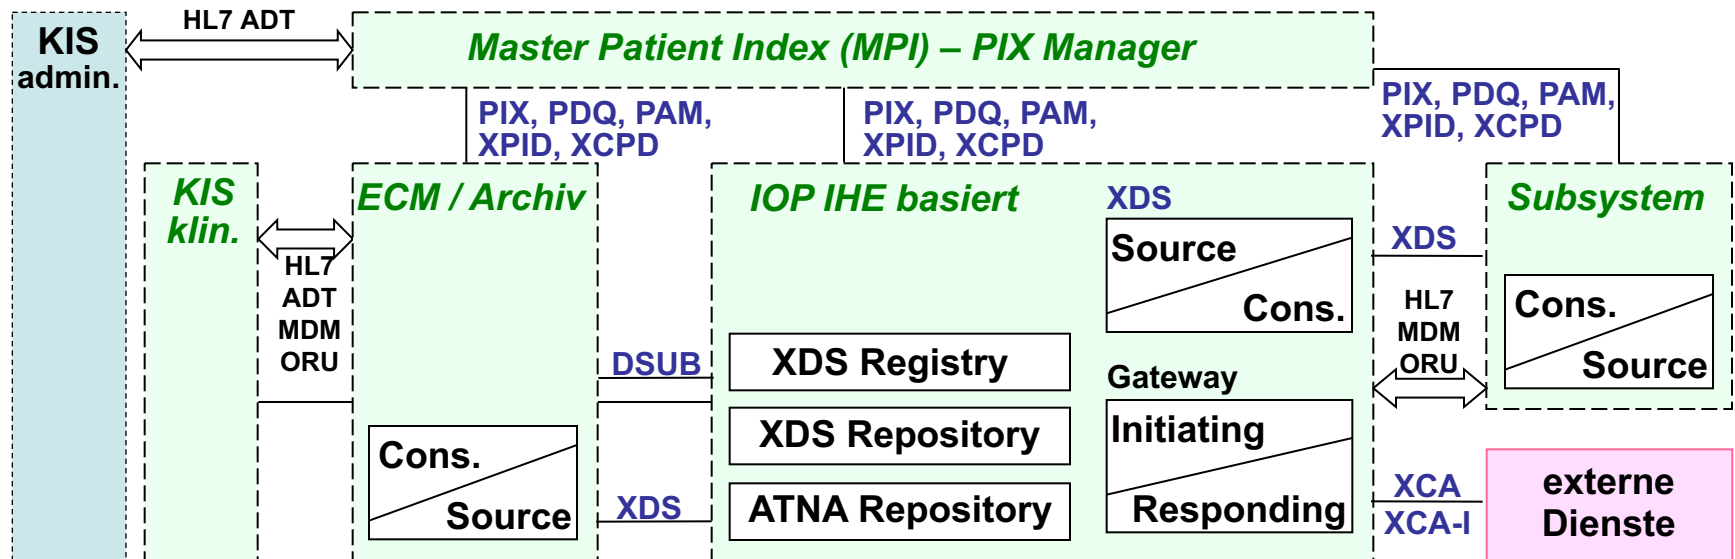 KIS
admin.
HL7 ADT
Master Patient Index (MPI) – PIX Manager
PIX, PDQ, PAM,
XPID, XCPD
PIX, PDQ, PAM,
XPID, XCPD
PIX, PDQ, PAM,
XPID, XCPD
KIS
klin.
HL7
ADT
MDM
ORU
ECM / Archiv
Cons.
Source
DSUB
XDS
IOP IHE basiert
XDS Registry
XDS Repository
ATNA Repository
XDS
Source
Cons.
Gateway
Initiating
Responding
XDS
HL7
MDM
ORU
XCA
XCA-I
Subsystem
Cons.
Source
externe
Dienste